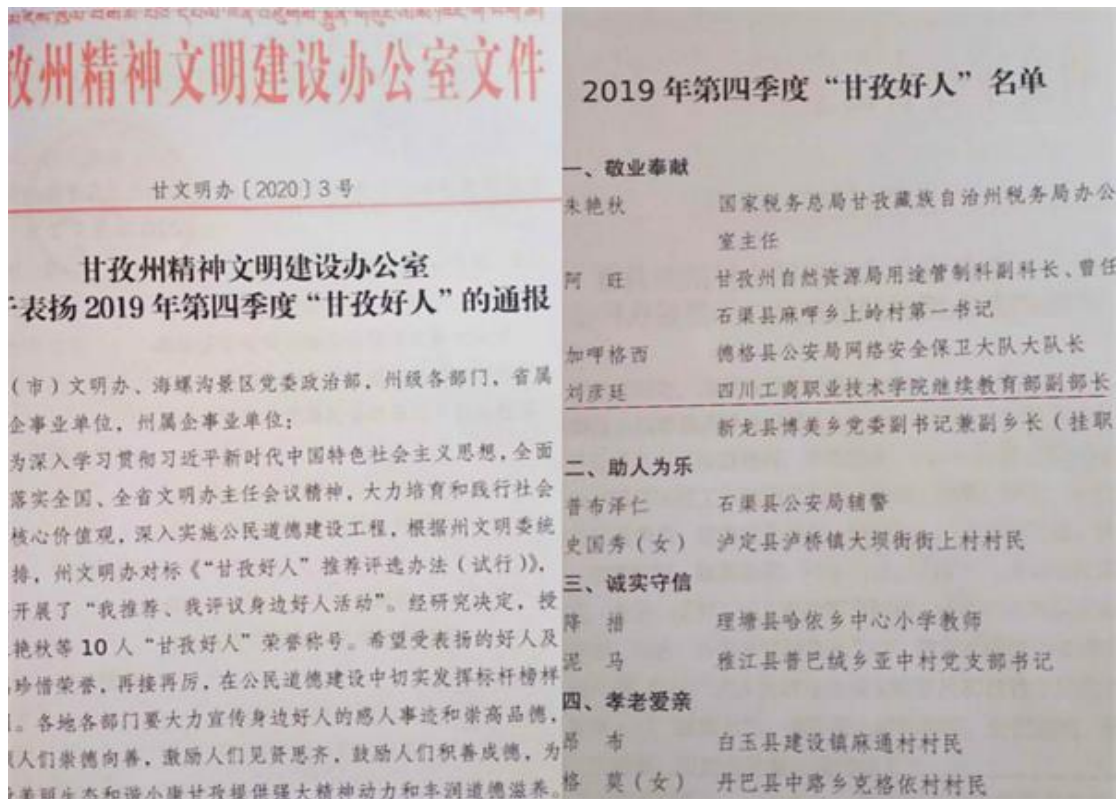 孜州精神文明建设办公室文件
甘文明办〔2020〕3号
甘孜州精神文明建设办公室
表扬2019年第四季度“甘孜好人”的通报
（市）文明办、海螺沟景区党委政治部，州级各部门，省属
企事业单位，州属企事业单位：
为深入学习贯彻习近平新时代中国特色社会主义思想，全面
落实全国、全省文明办主任会议精神，大力培育和践行社会
核心价值观，深入实施公民道德建设工程，根据州文明委统
排，州文明办对标《“甘孜好人”推荐评选办法（试行）》，
开展了“我推荐、我评议身边好人活动”。经研究决定，授
艳秋等10人“甘孜好人”荣誉称号。希望受表扬的好人及
珍惜荣誉，再接再厉，在公民道德建设中切实发挥标杆榜样
。各地各部门要大力宣传身边好人的感人事迹和崇高品德，
人们崇德向善，激励人们见贤思齐，鼓励人们积善成德，为
美丽生态和谐小康甘孜提供强大精神动力和丰润道德滋养。
2019年第四季度“甘孜好人”名单
一、敬业奉献
朱艳秋 国家税务总局甘孜藏族自治州税务局办公
室主任
阿旺 甘孜州自然资源局用途管制科副科长、曾任
石渠县麻呷乡上岭村第一书记
加呷格西 德格县公安局网络安全保卫大队大队长
刘彦廷 四川工商职业技术学院继续教育部副部长
新龙县博美乡党委副书记兼副乡长（挂职
二、助人为乐
普布泽仁 石渠县公安局辅警
史国秀（女） 泸定县泸桥镇大坝街街上村村民
三、诚实守信
降措 理塘县哈依乡中心小学教师
泥马 雅江县普巴绒乡亚中村党支部书记
四、孝老爱亲
昂布 白玉县建设镇麻通村村民
格莫（女） 丹巴县中路乡克格依村村民